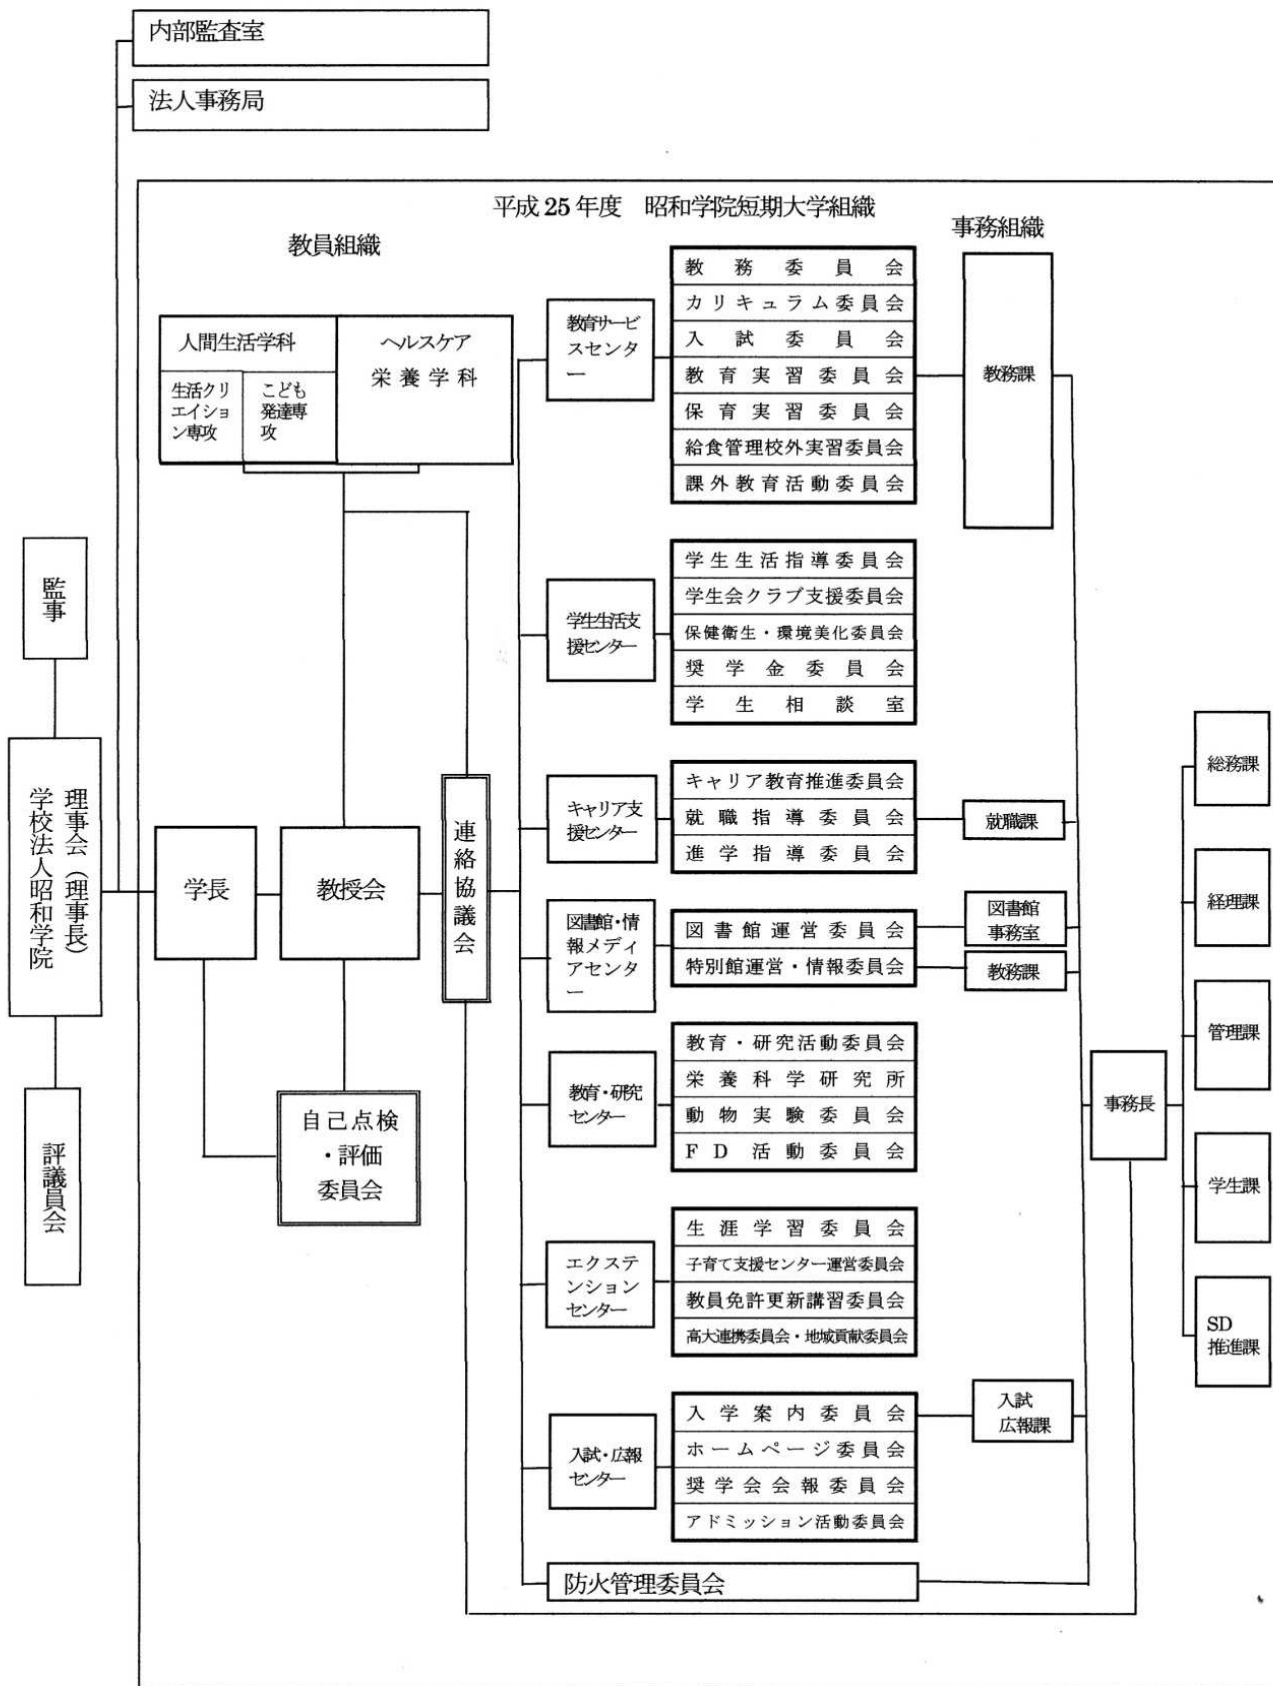 内部監査室
法人事務局
平成25年度　昭和学院短期大学組織
教員組織
事務組織
人間生活学科
生活クリ
エイショ
ン専攻
こども
発達専
攻
ヘルスケア
栄養学科
監事
学校法人昭和学院
理事会（理事長）
評議員会
学長
教授会
自己点検
・評価
委員会
連絡協議会
教育サービ
スセンタ
ー
教務委員会
カリキュラム委員会
入試委員会
教育実習委員会
保育実習委員会
給食管理校外実習委員会
課外教育活動委員会
教務課
学生生活支
援センター
学生生活指導委員会
学生会クラブ支援委員会
保健衛生・環境美化委員会
奨学金委員会
学生相談室
キャリア支
援センター
キャリア教育推進委員会
就職指導委員会
進学指導委員会
就職課
図書館・情
報メディ
アセンタ
ー
図書館運営委員会
特別館運営・情報委員会
図書館
事務室
教務課
教育・研究
センター
教育・研究活動委員会
栄養科学研究所
動物実験委員会
FD活動委員会
エクステ
ンション
センター
生涯学習委員会
子育て支援センター運営委員会
教員免許更新講習委員会
高大連携委員会・地域貢献委員会
入試・広報
センター
入学案内委員会
ホームページ委員会
奨学会会報委員会
アドミッション活動委員会
入試
広報課
防火管理委員会
事務長
総務課
経理課
管理課
学生課
SD
推進課